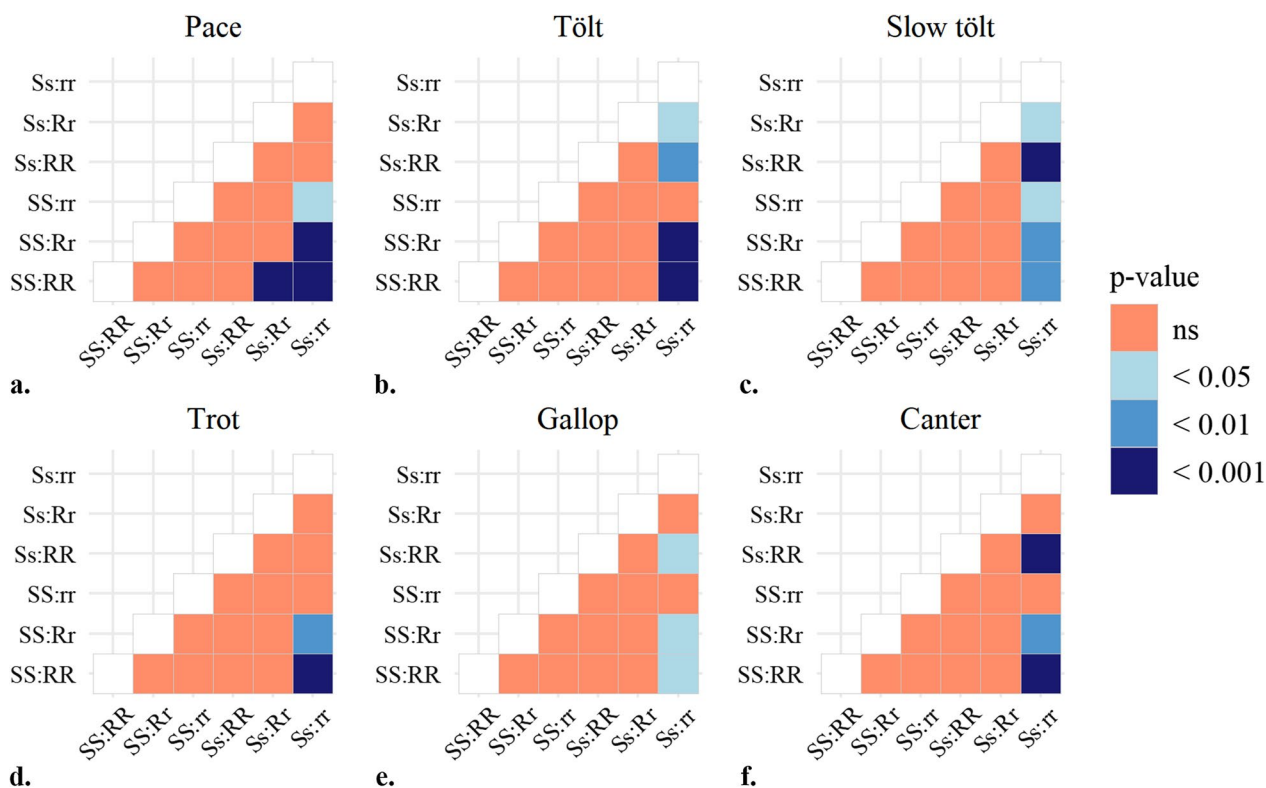 Pace
Tölt
Slow tölt
Ss:rr
Ss:Rr
Ss:RR
SS:rr
SS:Rr
SS:RR
SS:RR
SS:Rr
SS:rr
Ss:RR
Ss:Rr
Ss:rr
a.
Ss:rr
Ss:Rr
Ss:RR
SS:rr
SS:Rr
SS:RR
SS:RR
SS:Rr
SS:rr
Ss:RR
Ss:Rr
Ss:rr
b.
Ss:rr
Ss:Rr
Ss:RR
SS:rr
SS:Rr
SS:RR
SS:RR
SS:Rr
SS:rr
Ss:RR
Ss:Rr
Ss:rr
c.
p-value
ns
< 0.05
< 0.01
< 0.001
Trot
Gallop
Canter
Ss:rr
Ss:Rr
Ss:RR
SS:rr
SS:Rr
SS:RR
SS:RR
SS:Rr
SS:rr
Ss:RR
Ss:Rr
Ss:rr
d.
Ss:rr
Ss:Rr
Ss:RR
SS:rr
SS:Rr
SS:RR
SS:RR
SS:Rr
SS:rr
Ss:RR
Ss:Rr
Ss:rr
e.
Ss:rr
Ss:Rr
Ss:RR
SS:rr
SS:Rr
SS:RR
SS:RR
SS:Rr
SS:rr
Ss:RR
Ss:Rr
Ss:rr
f.